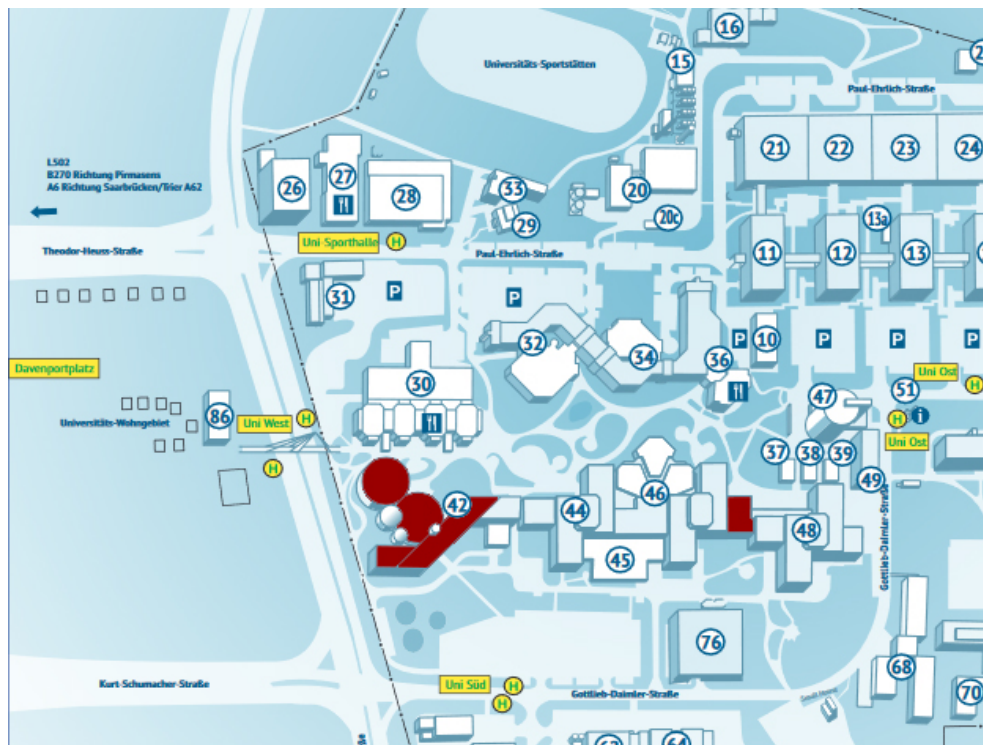 16
15
Universitäts-Sportstätten
Paul-Ehrlich-Straße
L502
B270 Richtung Pirmasens
A6 Richtung Saarbrücken/Trier A62
26
27
28
33
29
20
20c
21
22
23
24
13a
11
12
13
Uni-Sporthalle
H
Theodor-Heuss-Straße
Paul-Ehrlich-Straße
31
P
P
32
34
36
P
10
P
P
P
Davenportplatz
30
86
Universitäts-Wohngebiet
Uni West
H
H
47
51
Uni Ost
H
H
i
Uni Ost
37
38
39
49
42
44
46
45
48
Gottlieb-Daimler-Straße
76
68
70
Kurt-Schumacher-Straße
Uni Süd
H
H
Gottlieb-Daimler-Straße
64